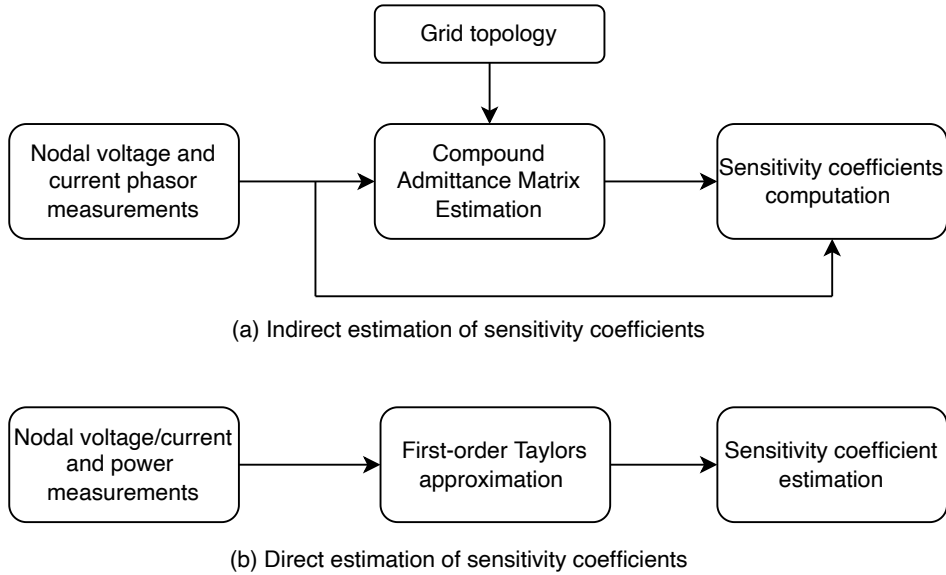 Grid topology
Nodal voltage and
current phasor
measurements
Compound
Admittance Matrix
Estimation
Sensitivity coefficients
computation
(a) Indirect estimation of sensitivity coefficients
Nodal voltage/current
and power
measurements
First-order Taylors
approximation
Sensitivity coefficient
estimation
(b) Direct estimation of sensitivity coefficients